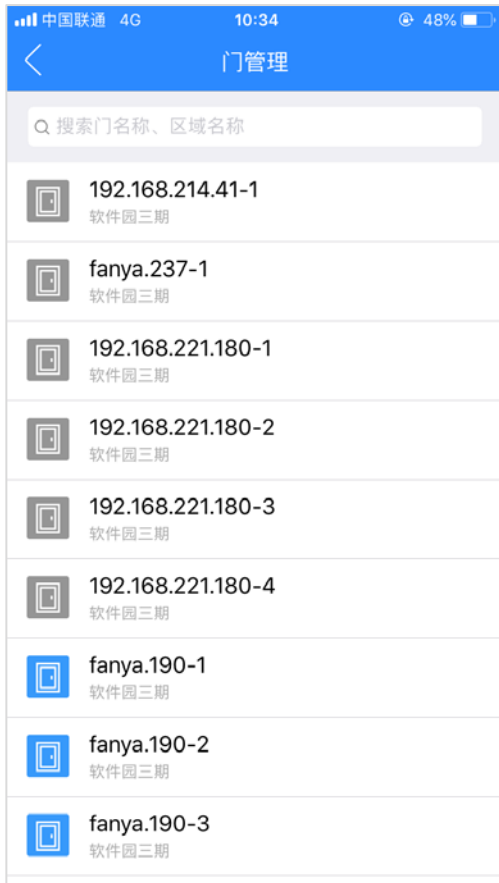 中国联通 4G 10:34 48%
门管理
搜索门名称、区域名称
192.168.214.41-1
软件园三期
fanya.237-1
软件园三期
192.168.221.180-1
软件园三期
192.168.221.180-2
软件园三期
192.168.221.180-3
软件园三期
192.168.221.180-4
软件园三期
fanya.190-1
软件园三期
fanya.190-2
软件园三期
fanya.190-3
软件园三期